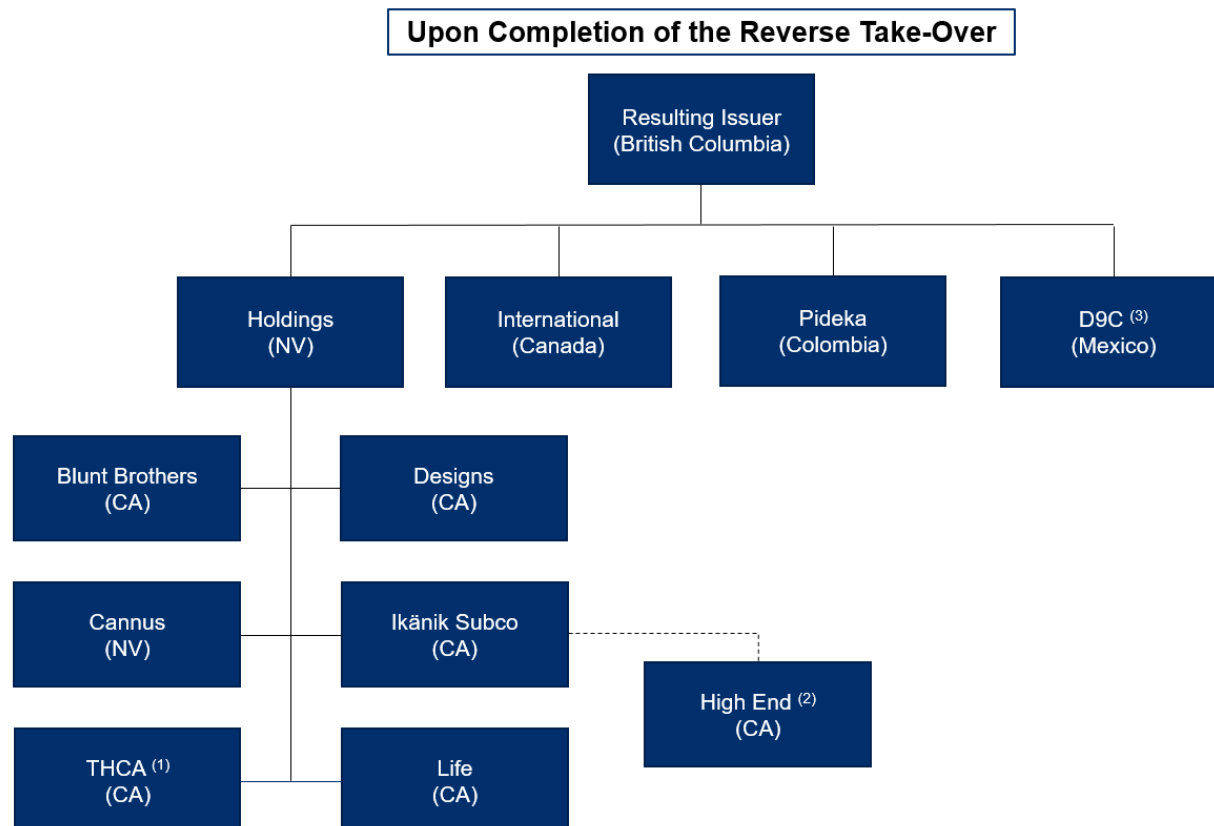 Upon Completion of the Reverse Take-Over
Resulting Issuer
(British Columbia)
Holdings
(NV)
International
(Canada)
Pideka
(Colombia)
D9C (3)
(Mexico)
Blunt Brothers
(CA)
Designs
(CA)
Cannus
(NV)
Ikänik Subco
(CA)
High End (2)
(CA)
THCA (1)
(CA)
Life
(CA)